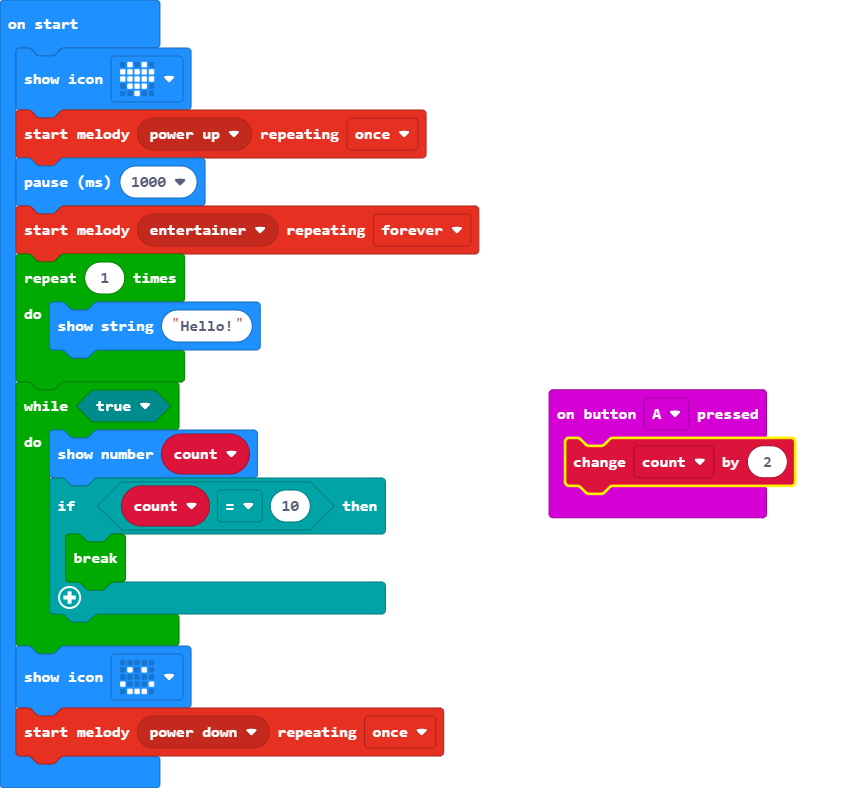 on start
show icon
start melody power up repeating once
pause (ms) 1000
start melody entertainer repeating forever
repeat 1 times
do
show string "Hello!"
while true
do
show number count
if count = 10 then
break
show icon
start melody power down repeating once
on button A pressed
change count by 2